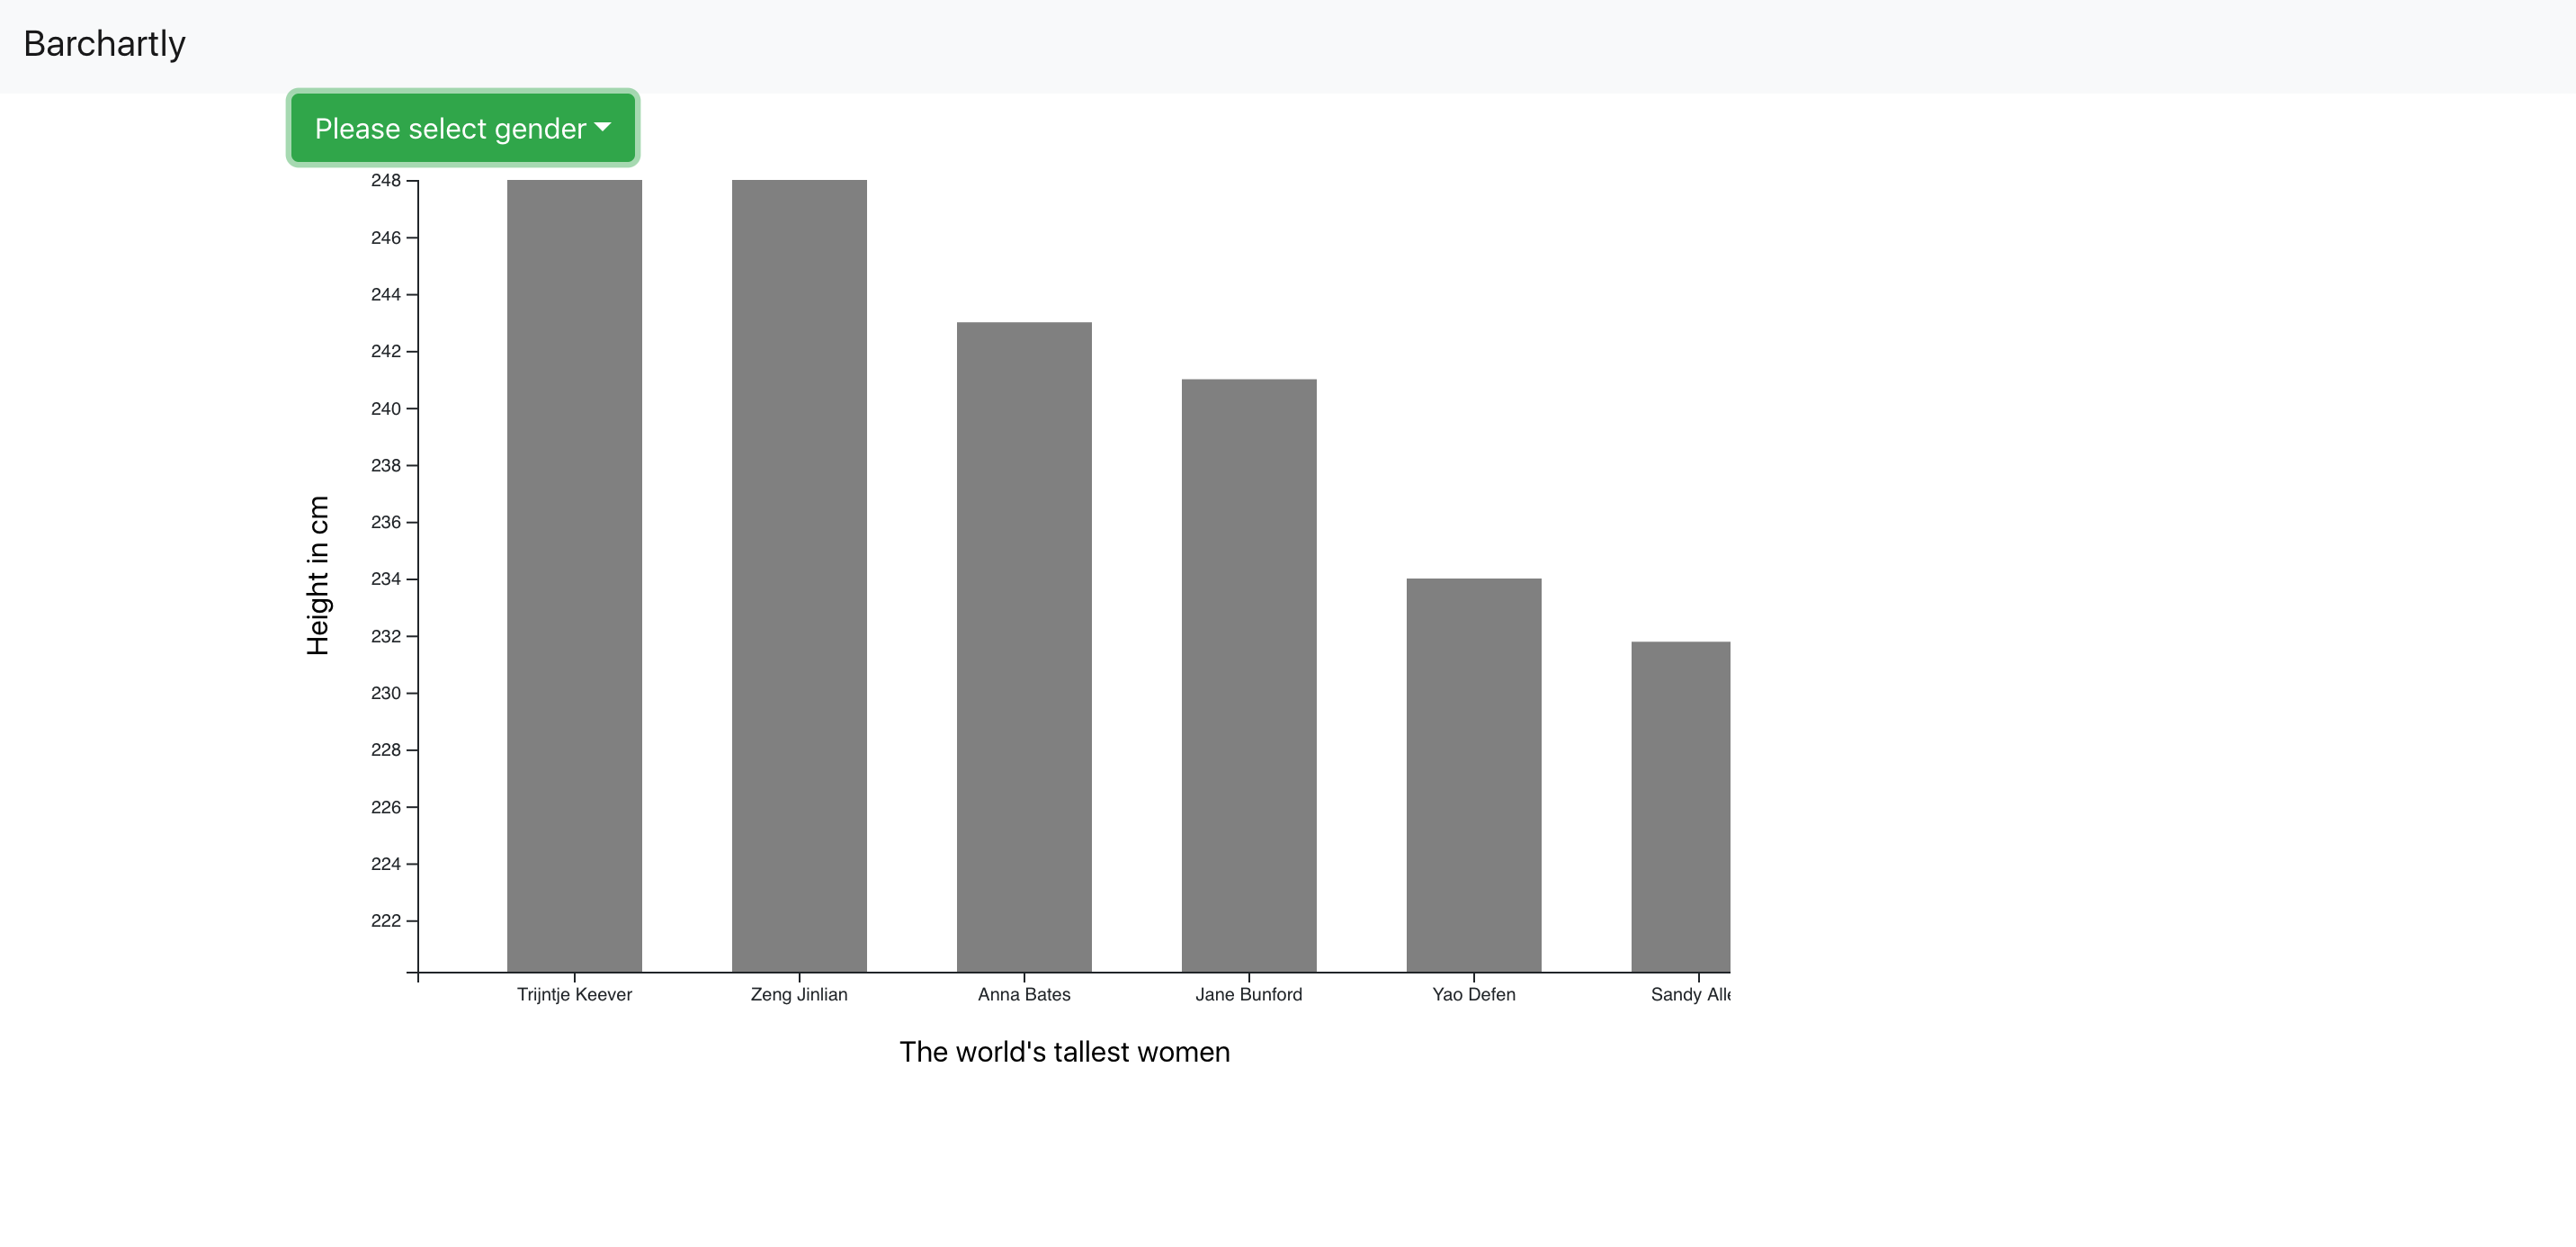 Barchartly
Please select gender
248
246
244
242
240
238
236
234
232
230
228
226
224
222
Height in cm
Trijntje Keever Zeng Jinlian Anna Bates Jane Bunford Yao Defen Sandy
The world's tallest women